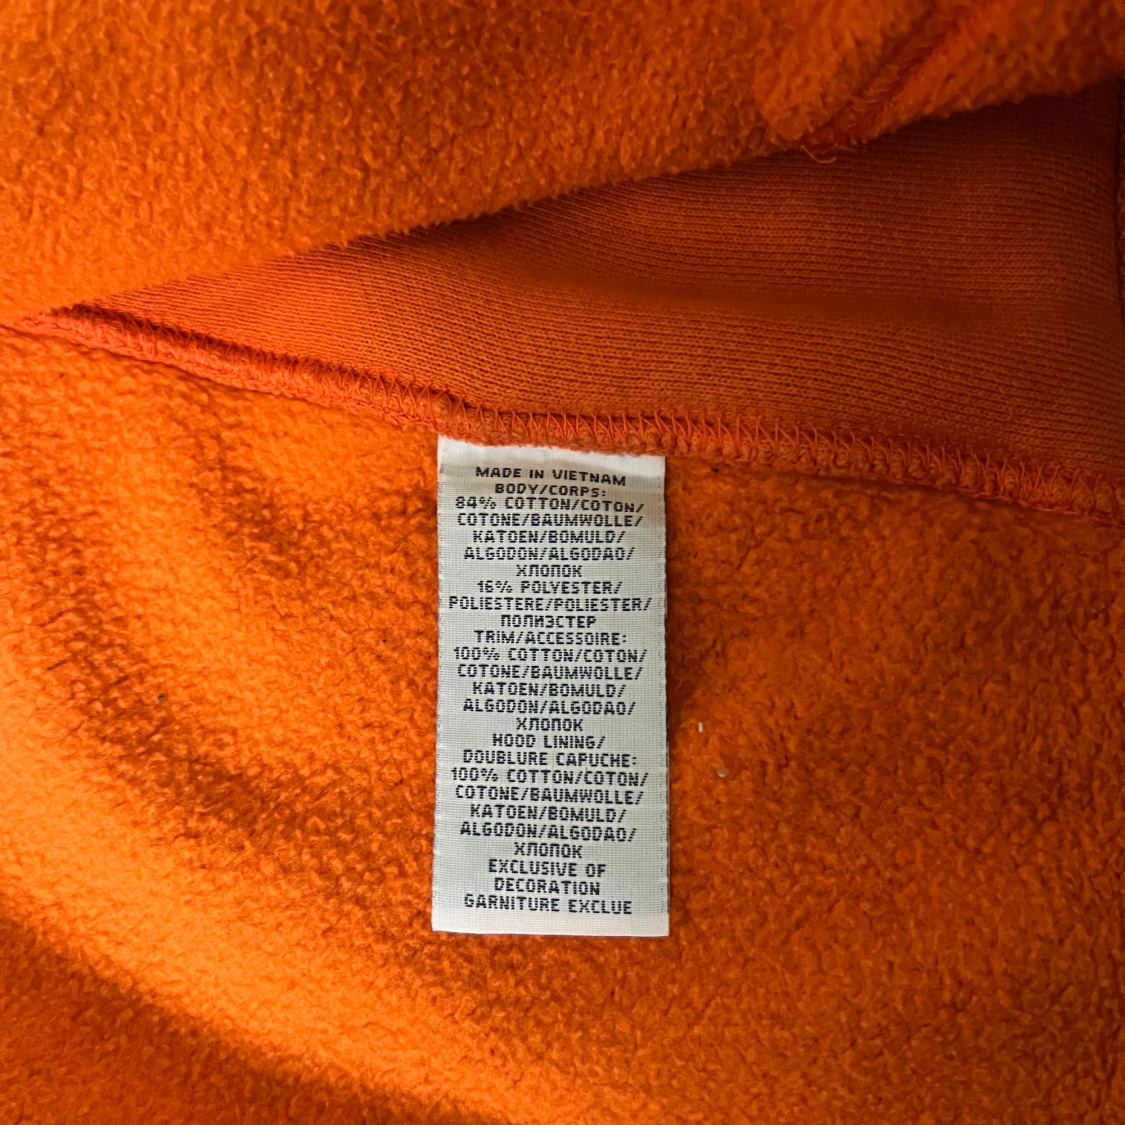 MADE IN VIETNAM
BODY/CORPS:
84% COTTON/COTON/
COTONE/BAUMWOLLE/
KATOEN/BOMULD/
ALGODON/ALGODAO/
ХЛОПОК
16% POLYESTER/
POLIESTERE/POLIESTER/
ПОЛИЭСТЕР
TRIM/ACCESSOIRE:
100% COTTON/COTON/
COTONE/BAUMWOLLE/
KATOEN/BOMULD/
ALGODON/ALGODAO/
ХЛОПОК
HOOD LINING/
DOUBLURE CAPUCHE:
100% COTTON/COTON/
COTONE/BAUMWOLLE/
KATOEN/BOMULD/
ALGODON/ALGODAO/
ХЛОПОК
EXCLUSIVE OF
DECORATION
GARNITURE EXCLUE